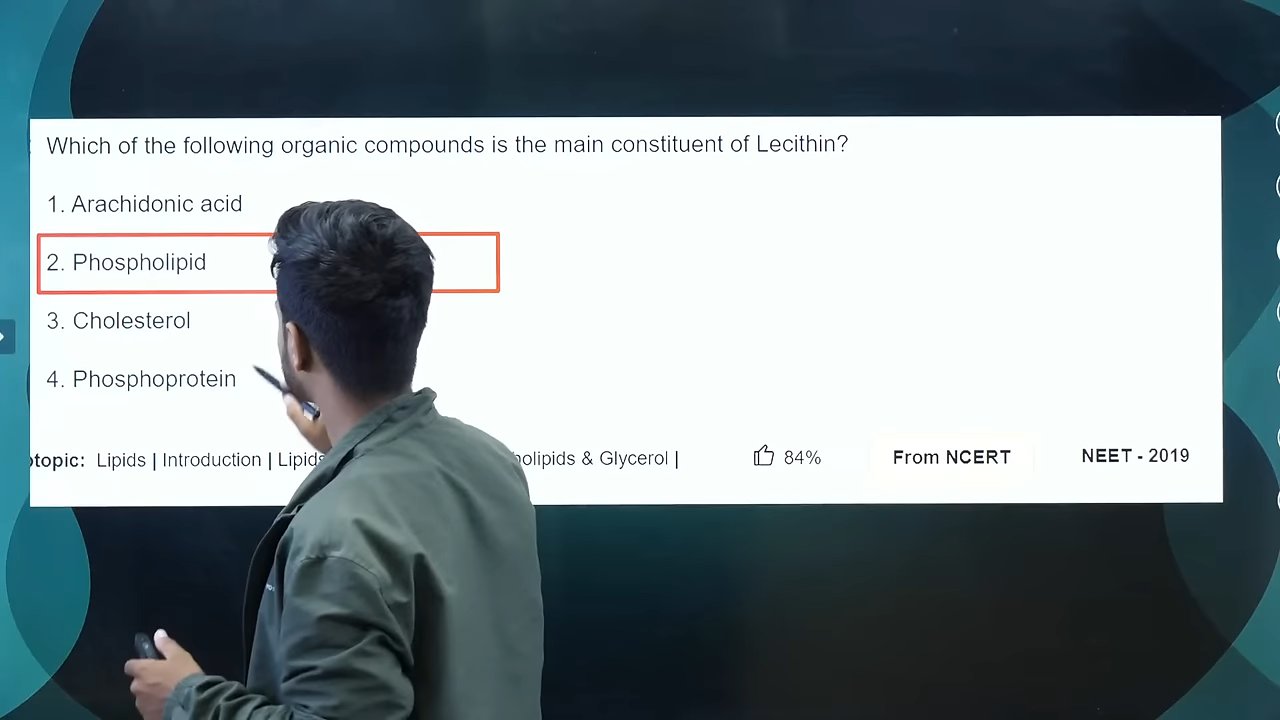 Which of the following organic compounds is the main constituent of Lecithin?
1. Arachidonic acid
2. Phospholipid
3. Cholesterol
4. Phosphoprotein
topic: Lipids | Introduction | Lipids & Glycerol | 84% From NCERT NEET - 2019